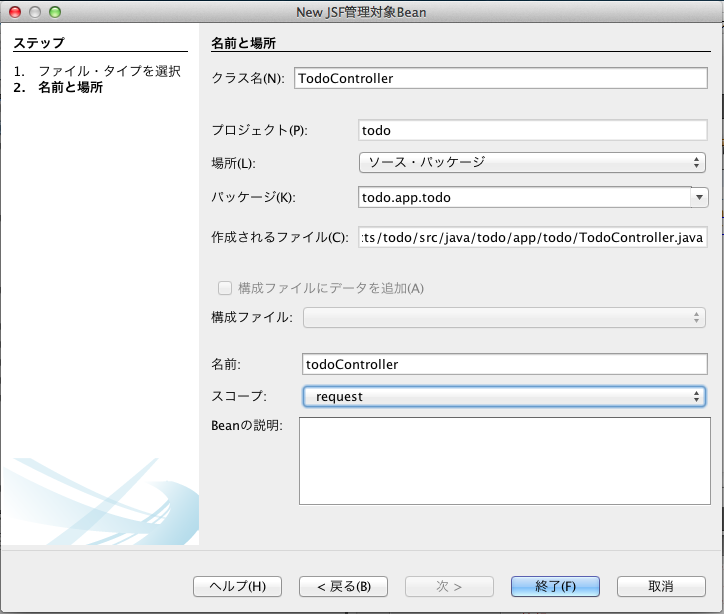 New JSF管理対象Bean
ステップ
1. ファイル・タイプを選択
2. 名前と場所
名前と場所
クラス名(N): TodoController
プロジェクト(P): todo
場所(L): ソース・パッケージ
パッケージ(K): todo.app.todo
作成されるファイル(C): :ts/todo/src/java/todo/app/todo/TodoController.java
構成ファイルにデータを追加(A)
構成ファイル:
名前: todoController
スコープ: request
Beanの説明:
ヘルプ(H) < 戻る(B) 次 > 終了(F) 取消